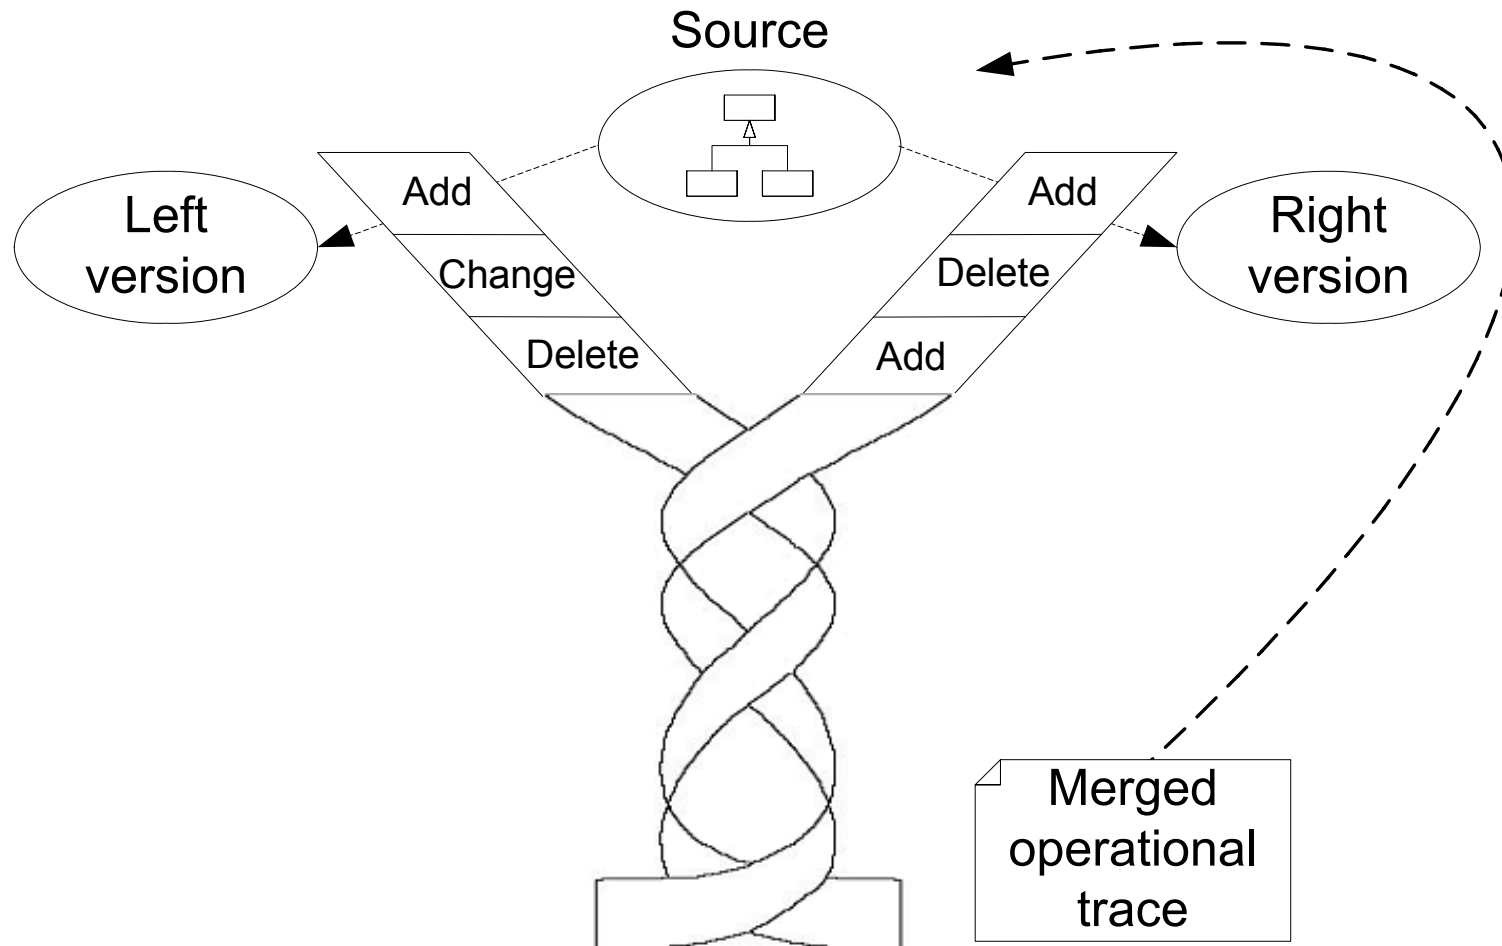 Source
Left
version
Add
Change
Delete
Add
Delete
Add
Right
version
Merged
operational
trace